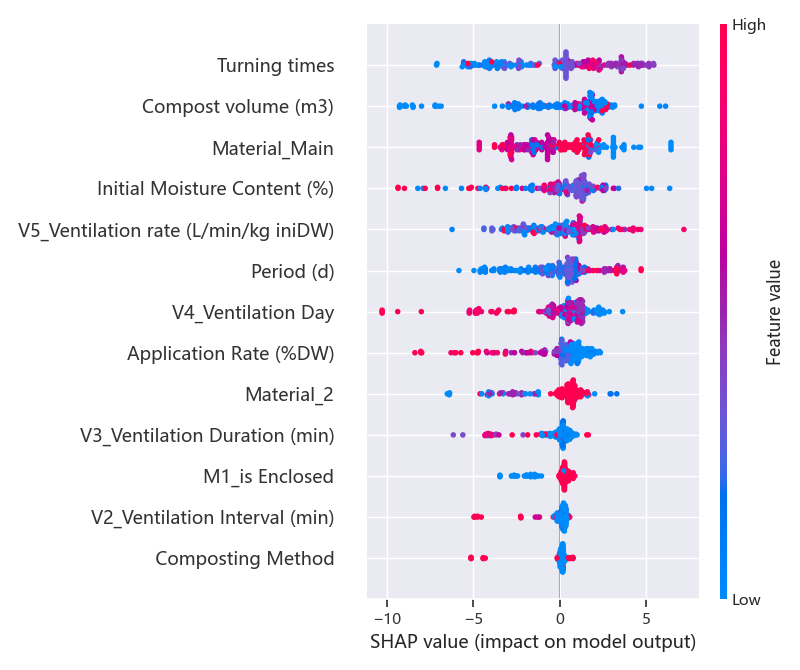 High
Turning times
Compost volume (m3)
Material_Main
Initial Moisture Content (%)
V5_Ventilation rate (L/min/kg iniDW)
Period (d)
V4_Ventilation Day
Application Rate (%DW)
Material_2
V3_Ventilation Duration (min)
M1_is Enclosed
V2_Ventilation Interval (min)
Composting Method
Feature value
Low
−10 −5 0 5
SHAP value (impact on model output)